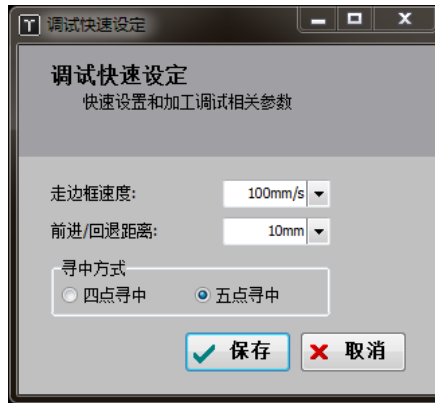 调试快速设定
调试快速设定
快速设置和加工调试相关参数
走边框速度: 100mm/s
前进/回退距离: 10mm
寻中方式
四点寻中 五点寻中
保存 取消